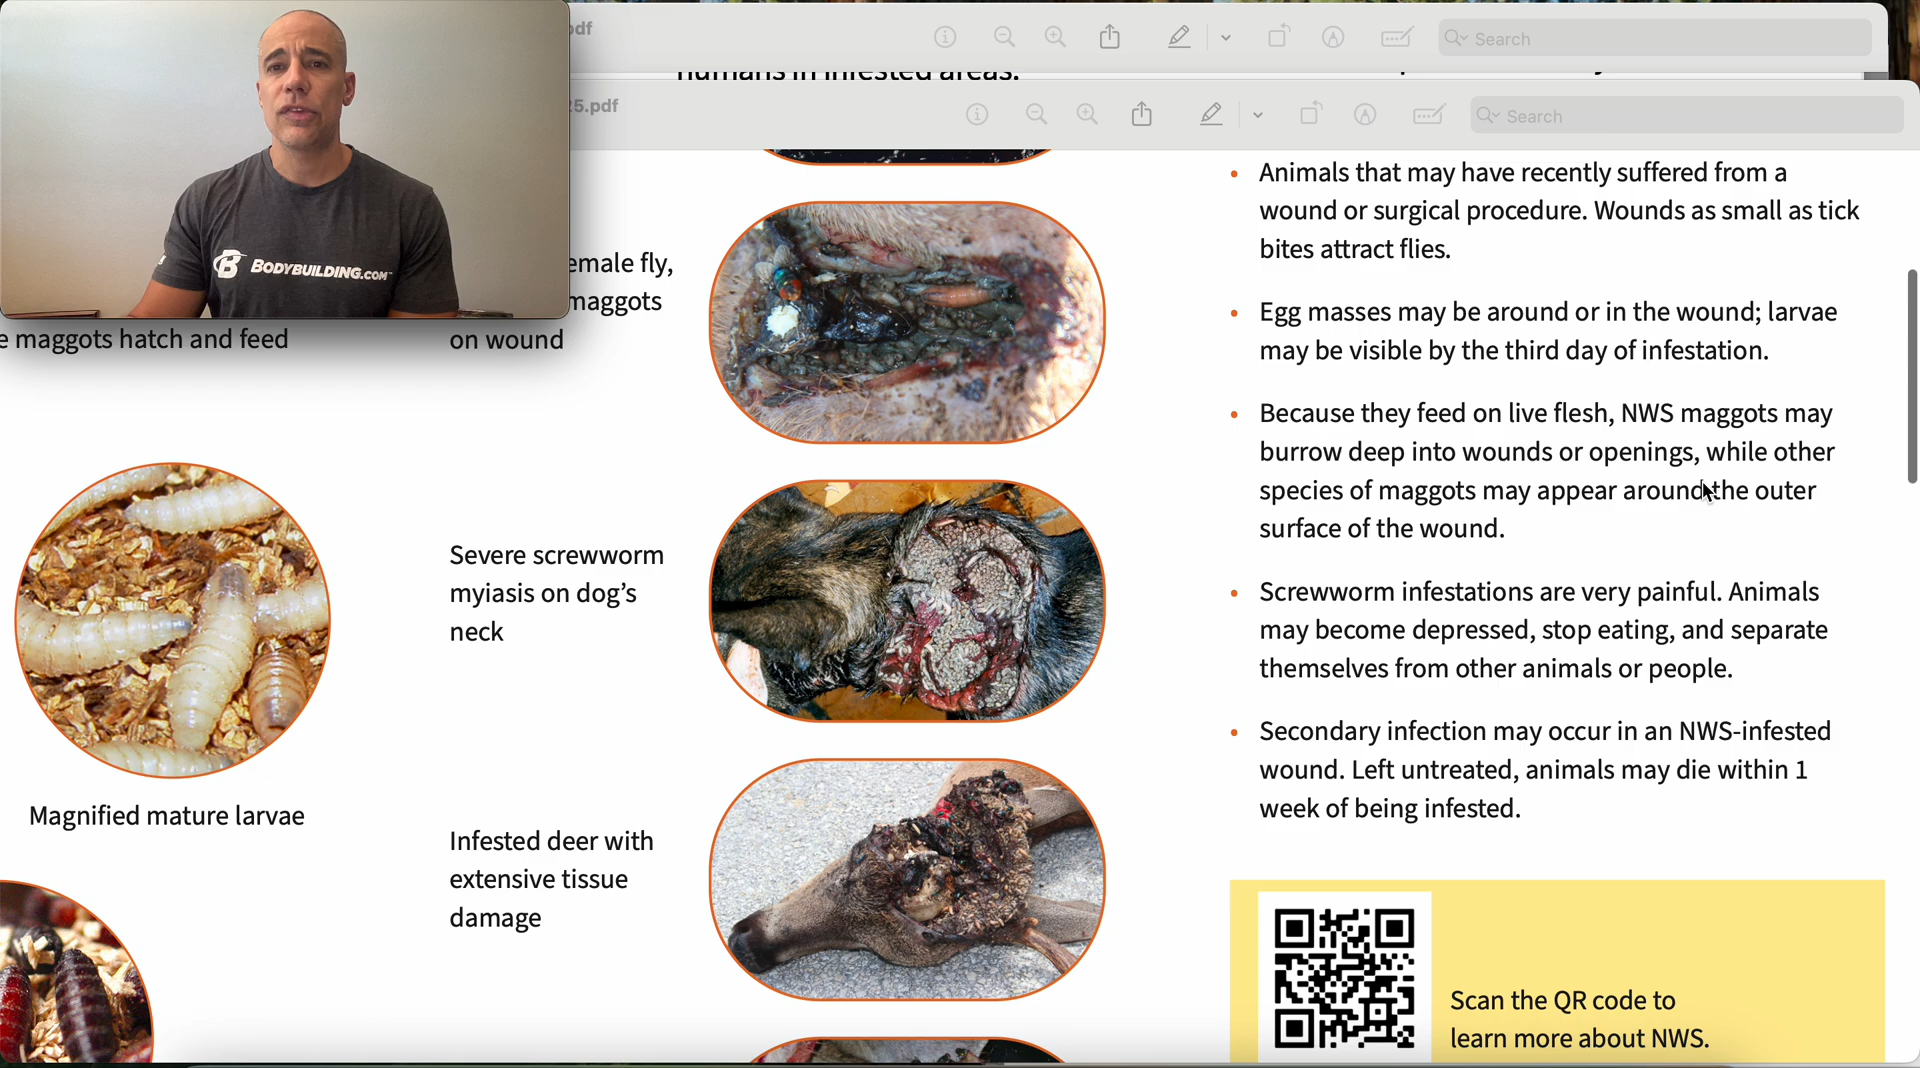 df
Search
humans in infested areas.
25.pdf
Search
BODYBUILDING.COM
emale fly,
maggots
on wound
e maggots hatch and feed
Magnified mature larvae
Severe screwworm
myiasis on dog's
neck
Infested deer with
extensive tissue
damage
• Animals that may have recently suffered from a
wound or surgical procedure. Wounds as small as tick
bites attract flies.
• Egg masses may be around or in the wound; larvae
may be visible by the third day of infestation.
• Because they feed on live flesh, NWS maggots may
burrow deep into wounds or openings, while other
species of maggots may appear around the outer
surface of the wound.
• Screwworm infestations are very painful. Animals
may become depressed, stop eating, and separate
themselves from other animals or people.
• Secondary infection may occur in an NWS-infested
wound. Left untreated, animals may die within 1
week of being infested.
Scan the QR code to
learn more about NWS.